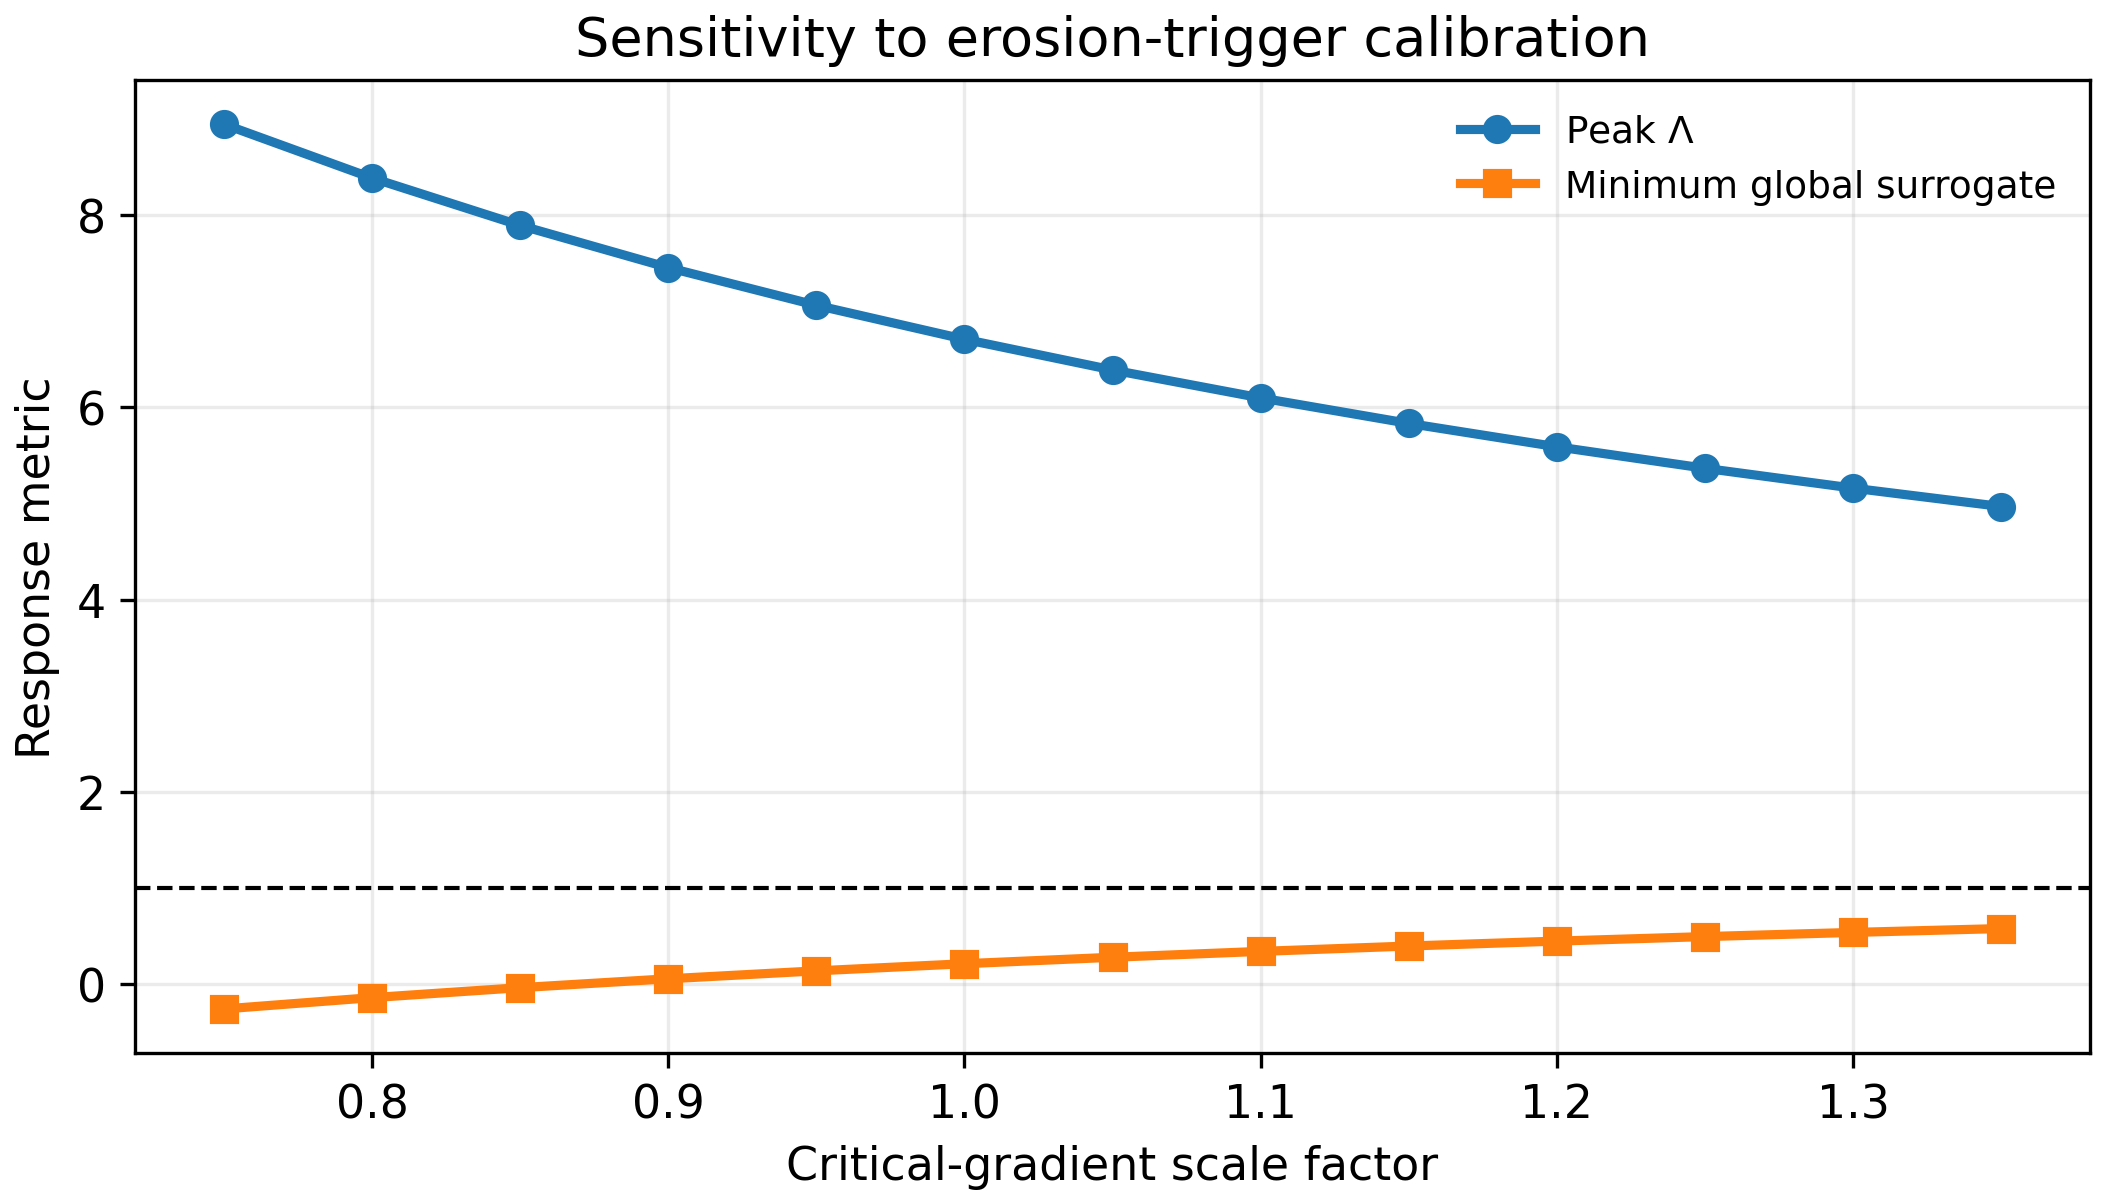 Sensitivity to erosion-trigger calibration
Peak Λ
Minimum global surrogate
Response metric
8
6
4
2
0
0.8 0.9 1.0 1.1 1.2 1.3
Critical-gradient scale factor